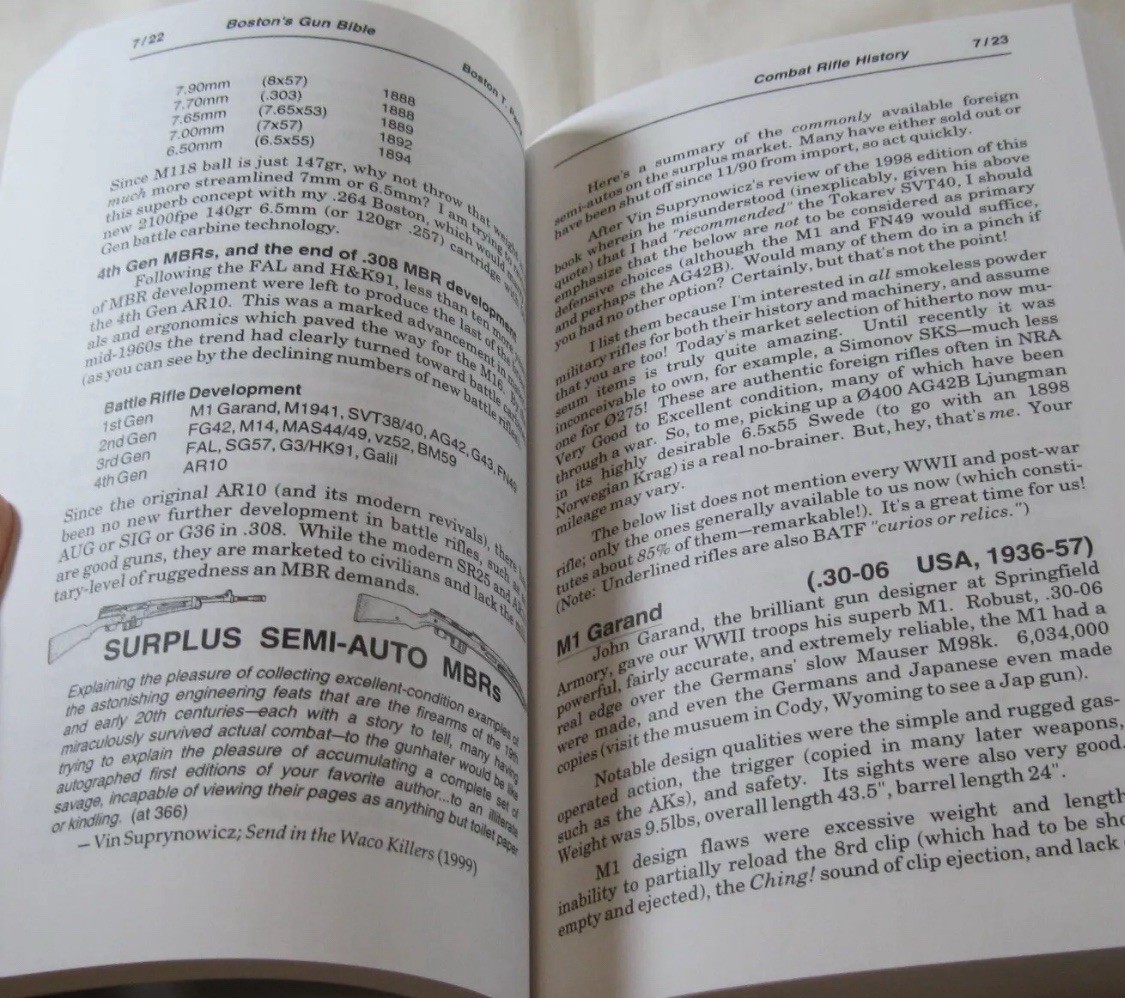 7/22
Boston's Gun Bible
Boston T.
7.90mm (8x57) 1888
7.70mm (.303) 1888
7.65mm (7.65x53) 1889
7.00mm (7x57) 1892
6.50mm (6.5x55) 1894
Since M118 ball is just 147gr, why not throw that
much more streamlined 7mm or 6.5mm? I am trying to
this superb concept with my .264 Boston, which would
new 2100fpe 140gr 6.5mm (or 120gr .257) cartridge
Gen battle carbine technology.
4th Gen MBRs, and the end of .308 MBR development
Following the FAL and H&K91, less than ten more
of MBR development were left to produce the last of the
the 4th Gen AR10. This was a marked advancement in
als and ergonomics which paved the way for the M16. By the
mid-1960s the trend had clearly turned toward battle
(as you can see by the declining numbers of new battle rifles
Battle Rifle Development
1st Gen M1 Garand, M1941, SVT38/40, AG42, G43, FN49
2nd Gen FG42, M14, MAS44/49, vz52, BM59
3rd Gen FAL, SG57, G3/HK91, Galil
4th Gen AR10
Since the original AR10 (and its modern revivals),
been no new further development in battle rifles, such
AUG or SIG or G36 in .308. While the modern SR25 and
are good guns, they are marketed to civilians and lack the
tary-level of ruggedness an MBR demands.
SURPLUS SEMI-AUTO MBRs
Explaining the pleasure of collecting excellent-condition examples of
the astonishing engineering feats that are the firearms of the 19th
and early 20th centuries—each with a story to tell, many having
miraculously survived actual combat—to the gunhater would be like
trying to explain the pleasure of accumulating a complete set of
autographed first editions of your favorite author...to an illiterate
savage, incapable of viewing their pages as anything but toilet paper
or kindling. (at 366)
– Vin Suprynowicz; Send in the Waco Killers (1999)
Combat Rifle History
7/23
Here's a summary of the commonly available foreign
semi-autos on the surplus market. Many have either sold out or
have been shut off since 11/90 from import, so act quickly.
After Vin Suprynowicz's review of the 1998 edition of this
book wherein he misunderstood (inexplicably, given his above
quote) that I had "recommended" the Tokarev SVT40, I should
emphasize that the below are not to be considered as primary
defensive choices (although the M1 and FN49 would suffice,
and perhaps the AG42B). Would many of them do in a pinch if
you had no other option? Certainly, but that's not the point!
I list them because I'm interested in all smokeless powder
military rifles for both their history and machinery, and assume
that you are too! Today's market selection of hitherto now mu-
seum items is truly quite amazing. Until recently it was
inconceivable to own, for example, a Simonov SKS—much less
one for Ø275! These are authentic foreign rifles often in NRA
Very Good to Excellent condition, many of which have been
through a war. So, to me, picking up a Ø400 AG42B Ljungman
in its highly desirable 6.5x55 Swede (to go with an 1898
Norwegian Krag) is a real no-brainer. But, hey, that's me. Your
mileage may vary.
The below list does not mention every WWII and post-war
rifle; only the ones generally available to us now (which consti-
tutes about 85% of them—remarkable!). It's a great time for us!
(Note: Underlined rifles are also BATF "curios or relics.")
M1 Garand (.30-06 USA, 1936-57)
John Garand, the brilliant gun designer at Springfield
Armory, gave our WWII troops his superb M1. Robust, .30-06
powerful, fairly accurate, and extremely reliable, the M1 had a
real edge over the Germans' slow Mauser M98k. 6,034,000
were made, and even the Germans and Japanese even made
copies (visit the musuem in Cody, Wyoming to see a Jap gun).
Notable design qualities were the simple and rugged gas-
operated action, the trigger (copied in many later weapons,
such as the AKs), and safety. Its sights were also very good.
Weight was 9.5lbs, overall length 43.5", barrel length 24".
M1 design flaws were excessive weight and length
inability to partially reload the 8rd clip (which had to be
empty and ejected), the Ching! sound of clip ejection, and lack